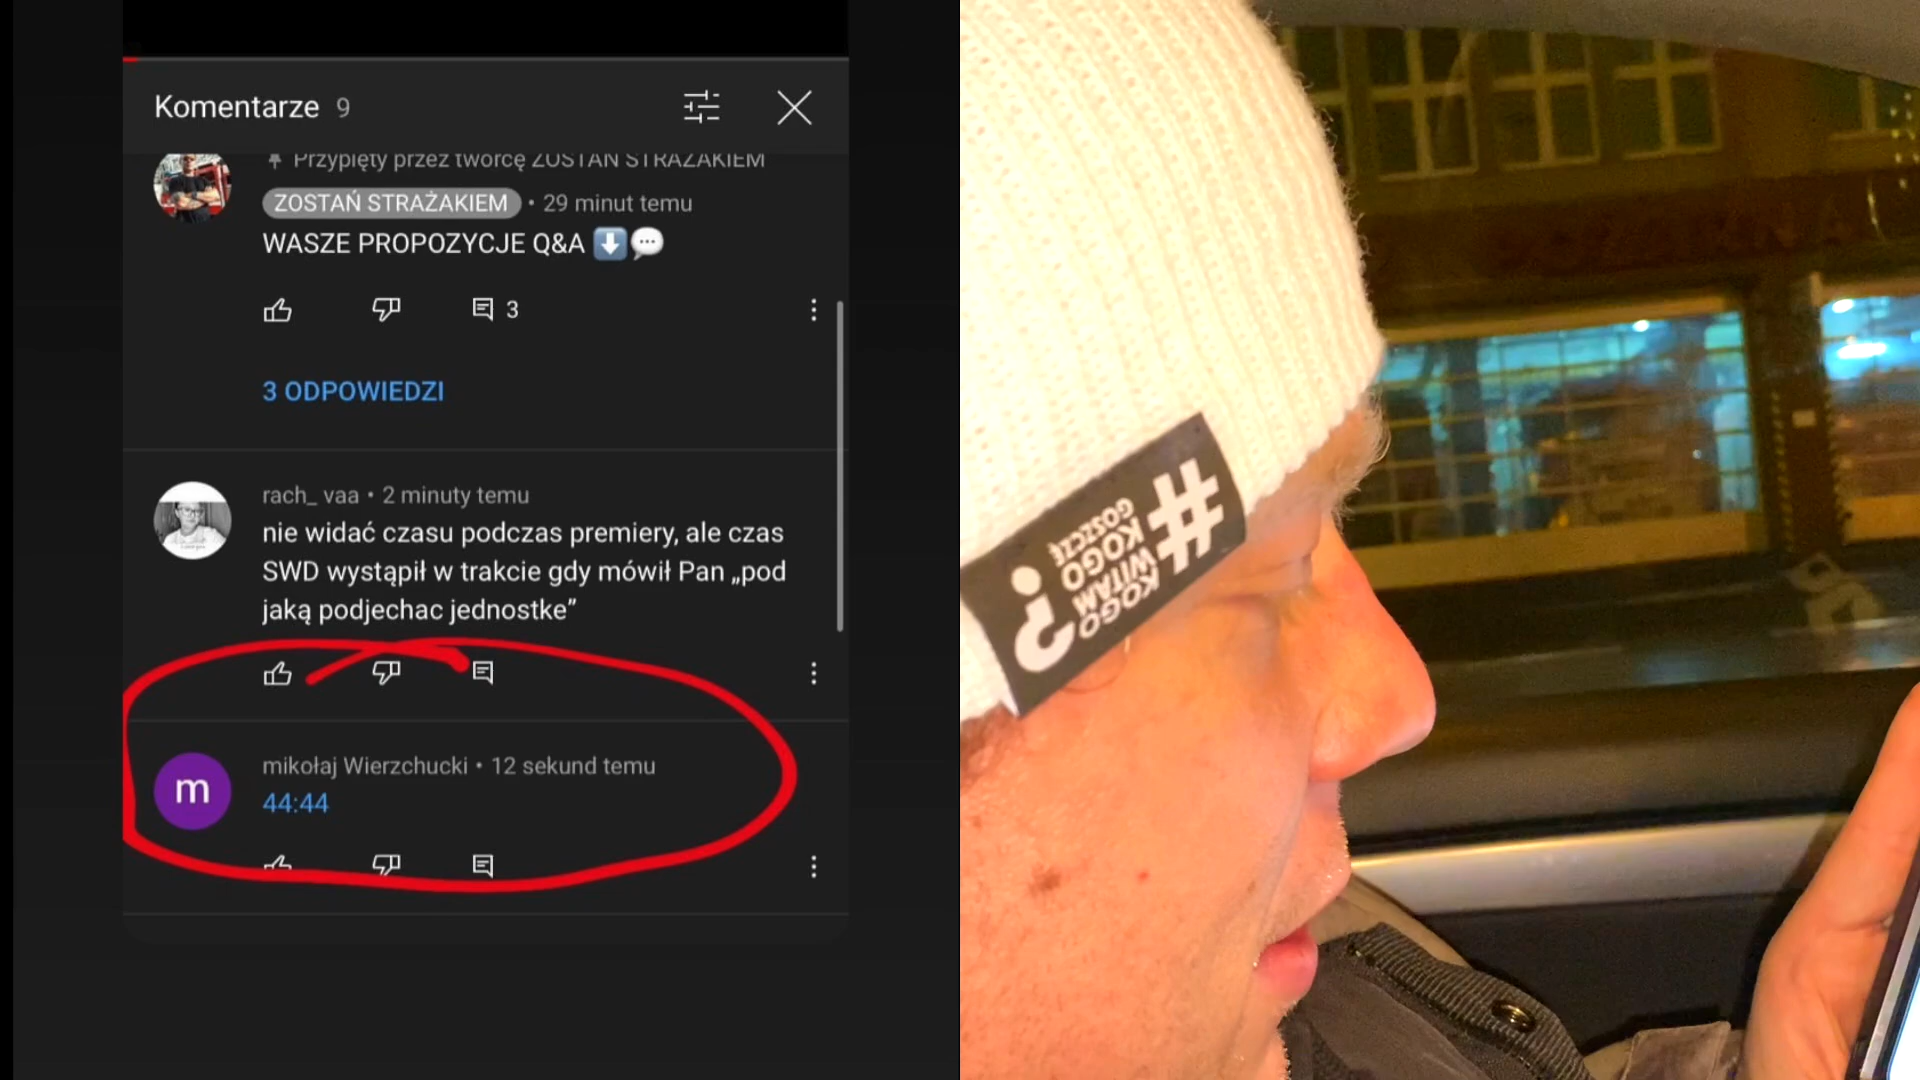 Komentarze 9
Przypięty przez twórcę ZOSTAŃ STRAŻAKIEM
ZOSTAŃ STRAŻAKIEM • 29 minut temu
WASZE PROPOZYCJE Q&A ⬇️💬
3
3 ODPOWIEDZI
rach_ vaa • 2 minuty temu
nie widać czasu podczas premiery, ale czas
SWD wystąpił w trakcie gdy mówił Pan „pod
jaką podjechac jednostke”
m
mikołaj Wierzchucki • 12 sekund temu
44:44
#
KOGO
WITAM
KOGO
GOSZCZĘ
?